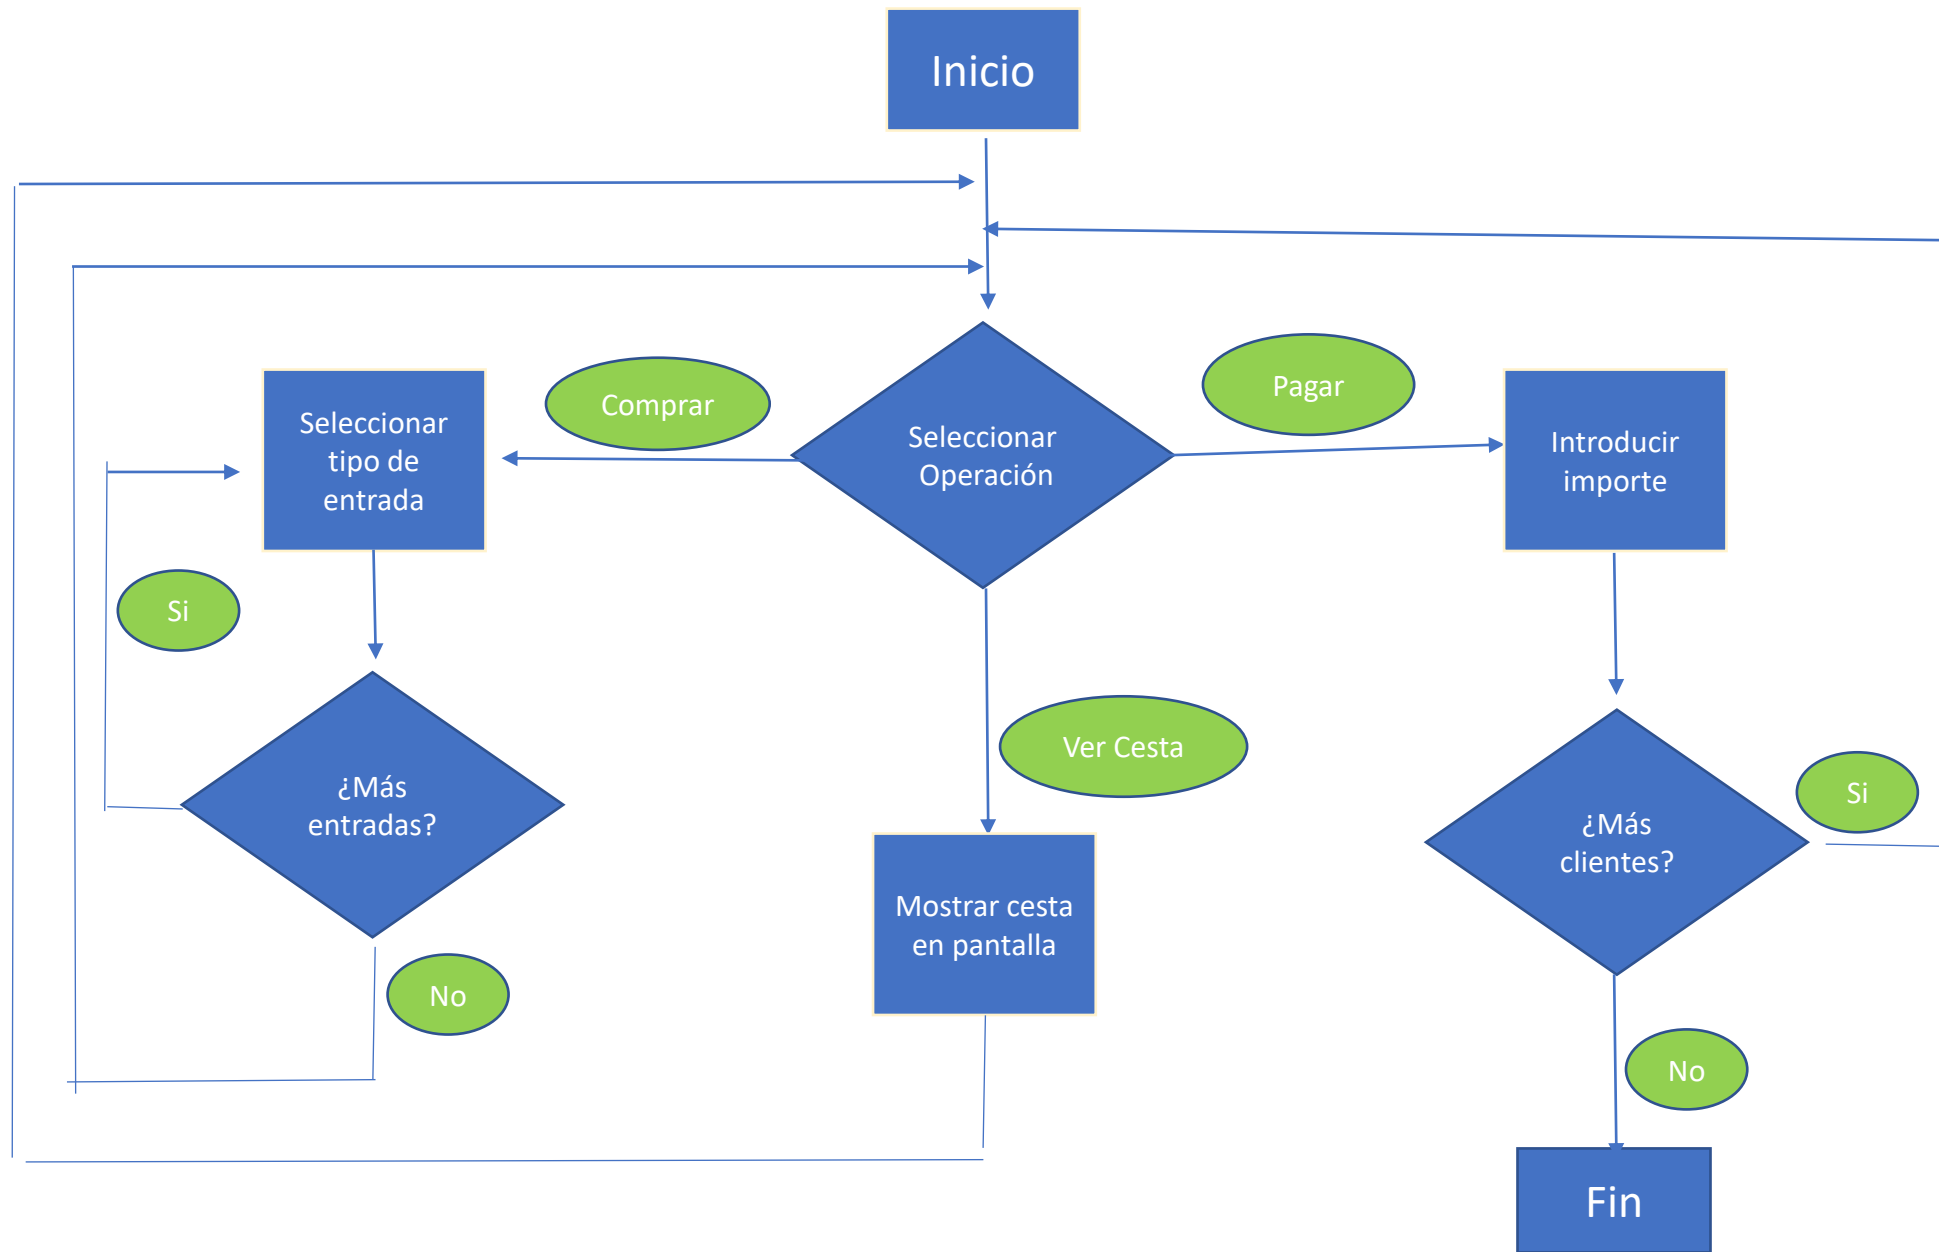 Inicio
Comprar
Pagar
Seleccionar
tipo de
entrada
Seleccionar
Operación
Introducir
importe
Si
Ver Cesta
¿Más
entradas?
Si
¿Más
clientes?
Mostrar cesta
en pantalla
No
No
Fin